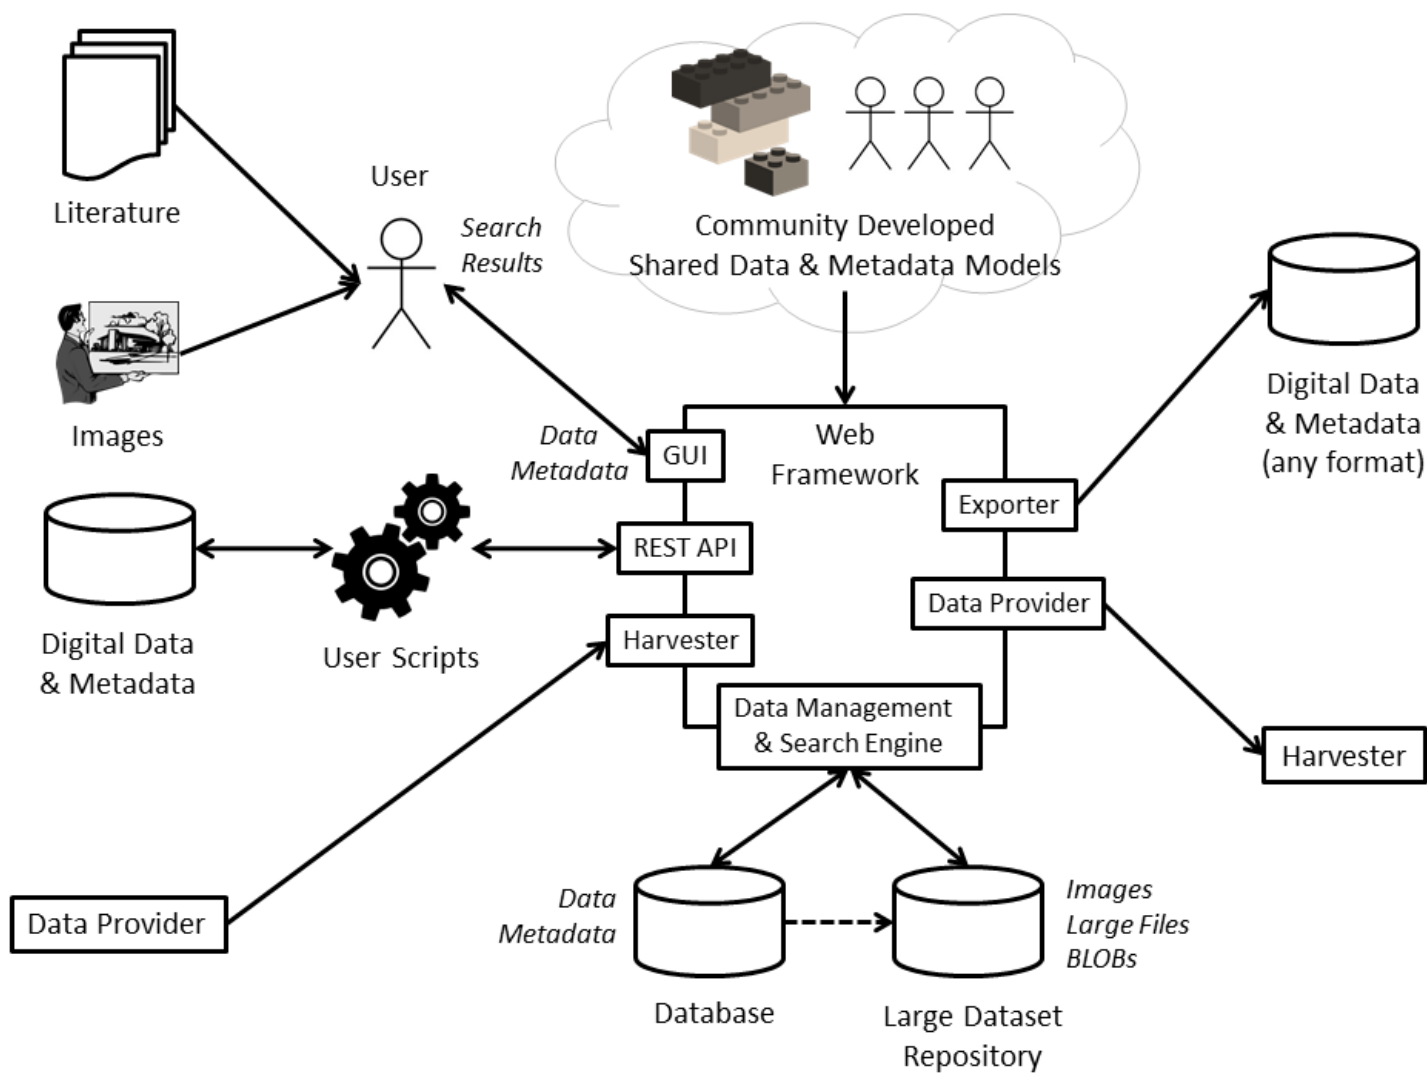 Literature
User
Search
Results
Community Developed
Shared Data & Metadata Models
Images
Data
Metadata
GUI
Web
Framework
Digital Data
& Metadata
(any format)
Exporter
REST API
Data Provider
Digital Data
& Metadata
User Scripts
Harvester
Data Management
& Search Engine
Harvester
Data Provider
Data
Metadata
Images
Large Files
BLOBs
Database
Large Dataset
Repository